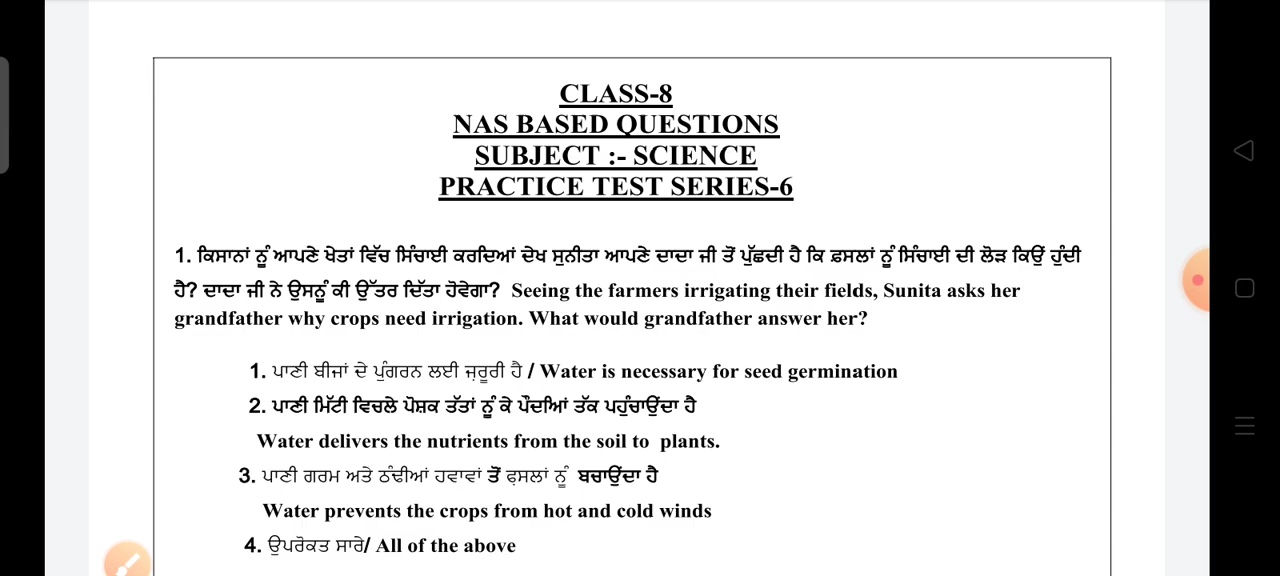 CLASS-8
NAS BASED QUESTIONS
SUBJECT :- SCIENCE
PRACTICE TEST SERIES-6
1. ਕਿਸਾਨਾਂ ਨੂੰ ਆਪਣੇ ਖੇਤਾਂ ਵਿੱਚ ਸਿੰਚਾਈ ਕਰਦਿਆਂ ਦੇਖ ਸੁਨੀਤਾ ਆਪਣੇ ਦਾਦਾ ਜੀ ਤੋਂ ਪੁੱਛਦੀ ਹੈ ਕਿ ਫ਼ਸਲਾਂ ਨੂੰ ਸਿੰਚਾਈ ਦੀ ਲੋੜ ਕਿਉਂ ਹੁੰਦੀ
ਹੈ? ਦਾਦਾ ਜੀ ਨੇ ਉਸਨੂੰ ਕੀ ਉੱਤਰ ਦਿੱਤਾ ਹੋਵੇਗਾ? Seeing the farmers irrigating their fields, Sunita asks her
grandfather why crops need irrigation. What would grandfather answer her?
1. ਪਾਣੀ ਬੀਜਾਂ ਦੇ ਪੁੰਗਰਨ ਲਈ ਜ਼ਰੂਰੀ ਹੈ / Water is necessary for seed germination
2. ਪਾਣੀ ਮਿੱਟੀ ਵਿਚਲੇ ਪੋਸ਼ਕ ਤੱਤਾਂ ਨੂੰ ਕੇ ਪੌਦਿਆਂ ਤੱਕ ਪਹੁੰਚਾਉਂਦਾ ਹੈ
Water delivers the nutrients from the soil to plants.
3. ਪਾਣੀ ਗਰਮ ਅਤੇ ਠੰਢੀਆਂ ਹਵਾਵਾਂ ਤੋਂ ਫ਼ਸਲਾਂ ਨੂੰ ਬਚਾਉਂਦਾ ਹੈ
Water prevents the crops from hot and cold winds
4. ਉਪਰੋਕਤ ਸਾਰੇ/ All of the above